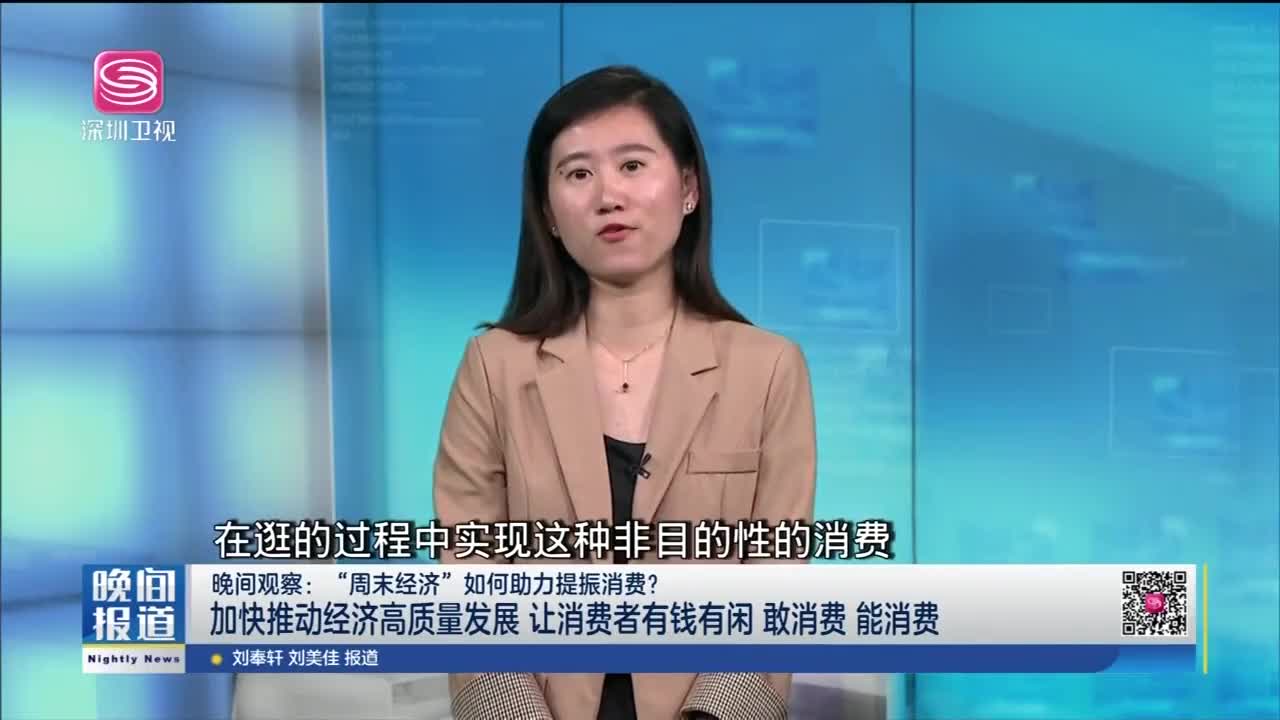 深圳卫视
在逛的过程中实现这种非目的性的消费
晚间报道
Nightly News
晚间观察：“周末经济”如何助力提振消费？
加快推动经济高质量发展 让消费者有钱有闲 敢消费 能消费
刘奉轩 刘美佳 报道